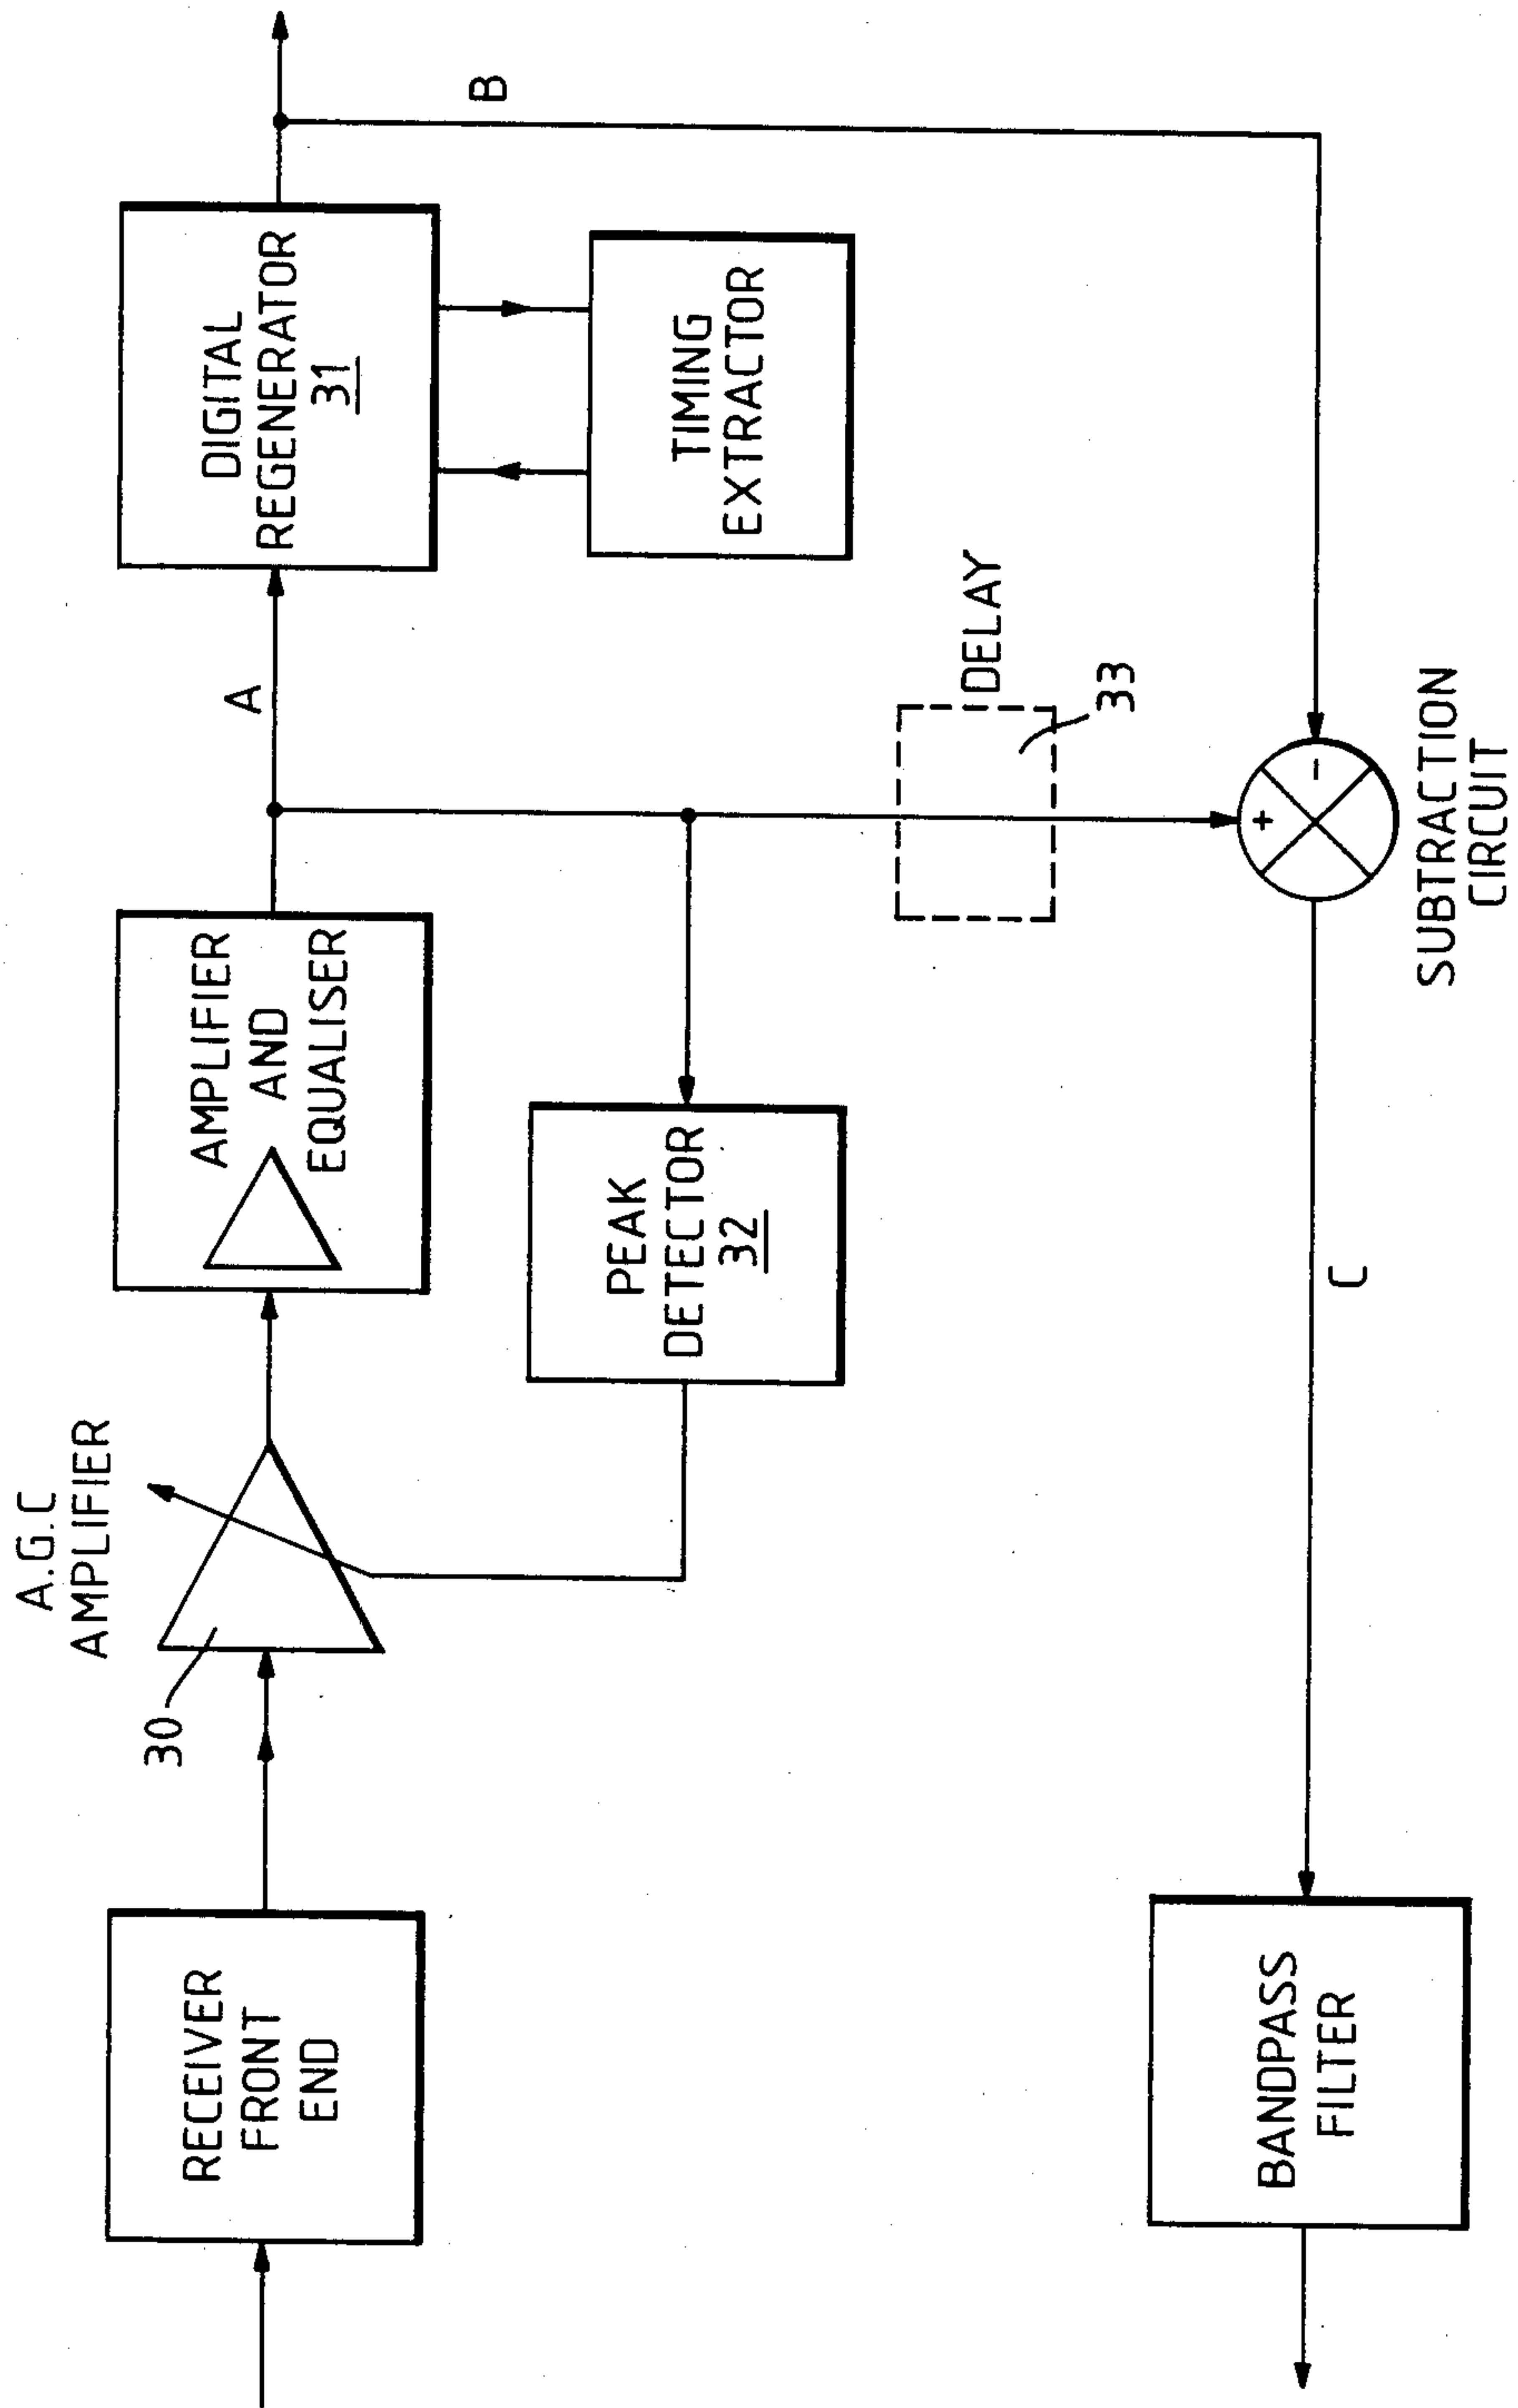 RECEIVER
FRONT
END
30
A.G.C
AMPLIFIER
AMPLIFIER
AND
EQUALISER
A
DIGITAL
REGENERATOR
31
B
PEAK
DETECTOR
32
TIMING
EXTRACTOR
DELAY
33
BANDPASS
FILTER
C
+
-
SUBTRACTION
CIRCUIT